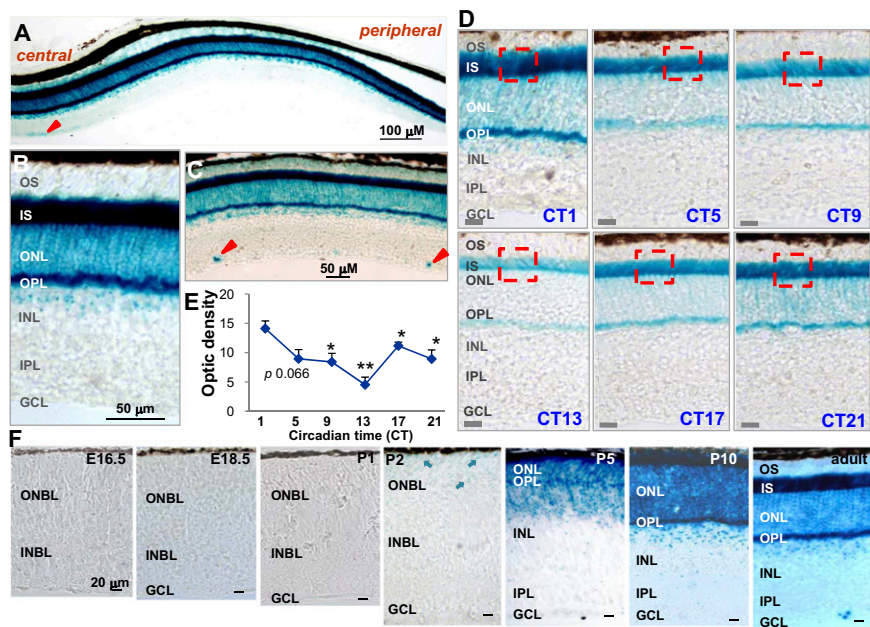 A
central
peripheral
100 µM
B
OS
IS
ONL
OPL
INL
IPL
GCL
50 µm
C
50 µM
D
OS
IS
ONL
OPL
INL
IPL
GCL
CT1
CT5
CT9
OS
IS
ONL
OPL
INL
IPL
GCL
CT13
CT17
CT21
E
Optic density
20
15
10
5
0
p 0.066
*
**
*
*
1 5 9 13 17 21
Circadian time (CT)
F
E16.5
ONBL
INBL
GCL
20 µm
E18.5
ONBL
INBL
GCL
P1
ONBL
INBL
GCL
P2
ONBL
INBL
GCL
P5
ONL
OPL
INL
IPL
GCL
P10
ONL
OPL
INL
IPL
GCL
adult
OS
IS
ONL
OPL
INL
IPL
GCL